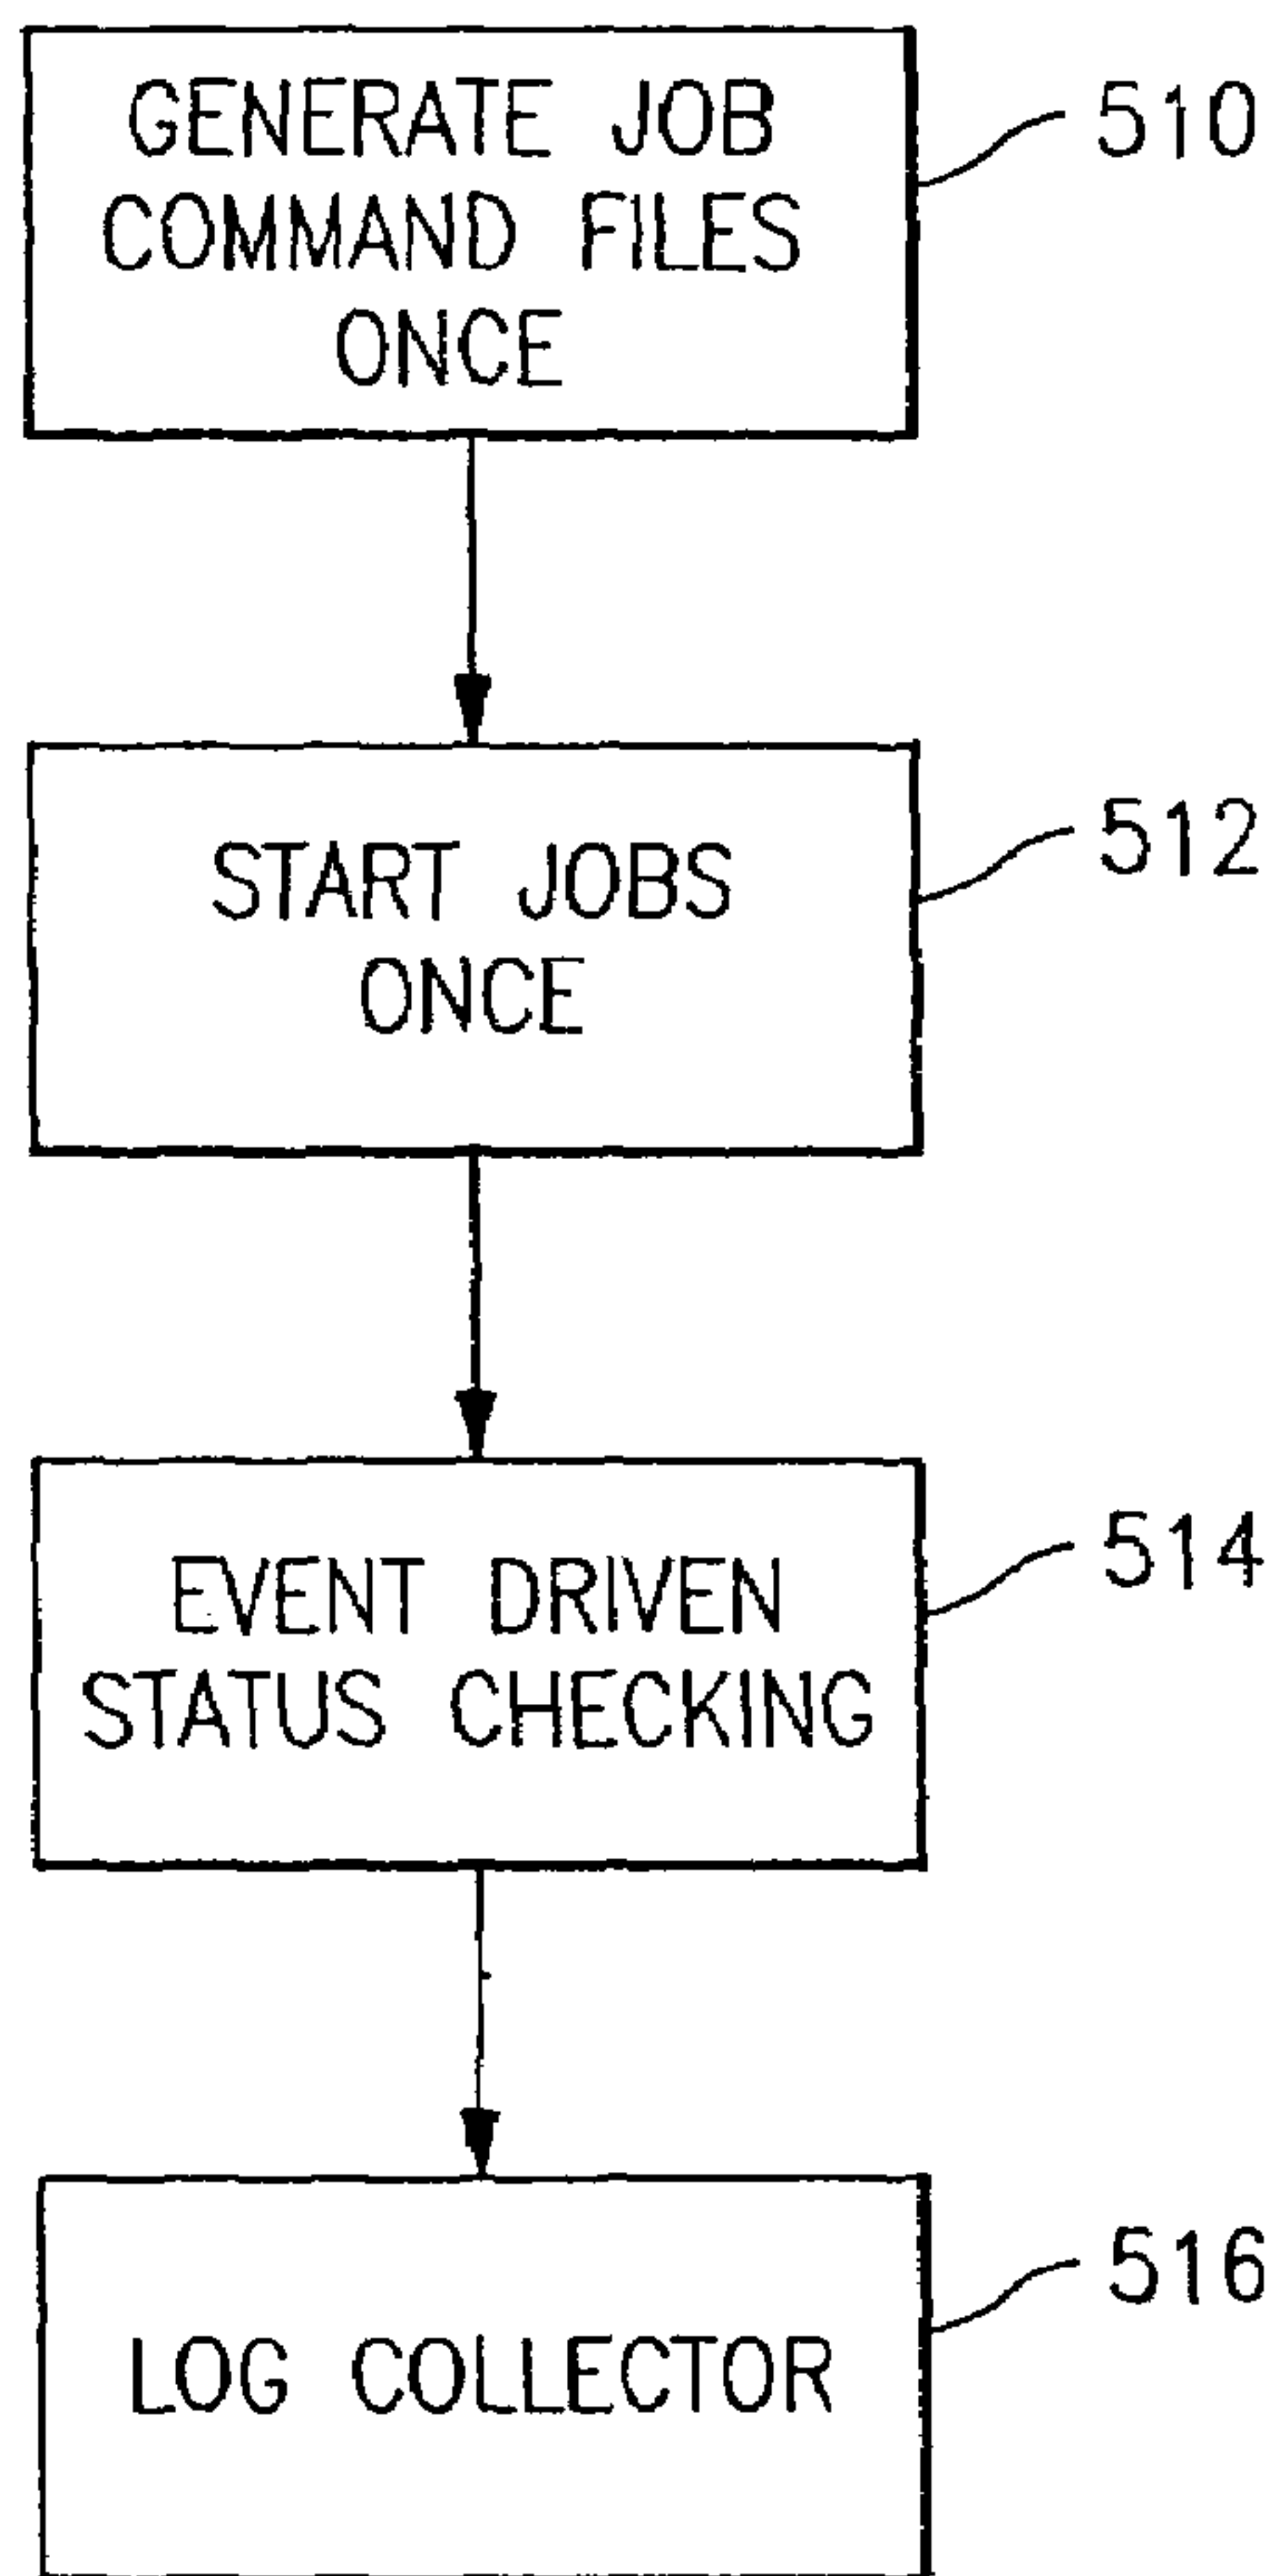 GENERATE JOB
COMMAND FILES
ONCE
510
START JOBS
ONCE
512
EVENT DRIVEN
STATUS CHECKING
514
LOG COLLECTOR
516